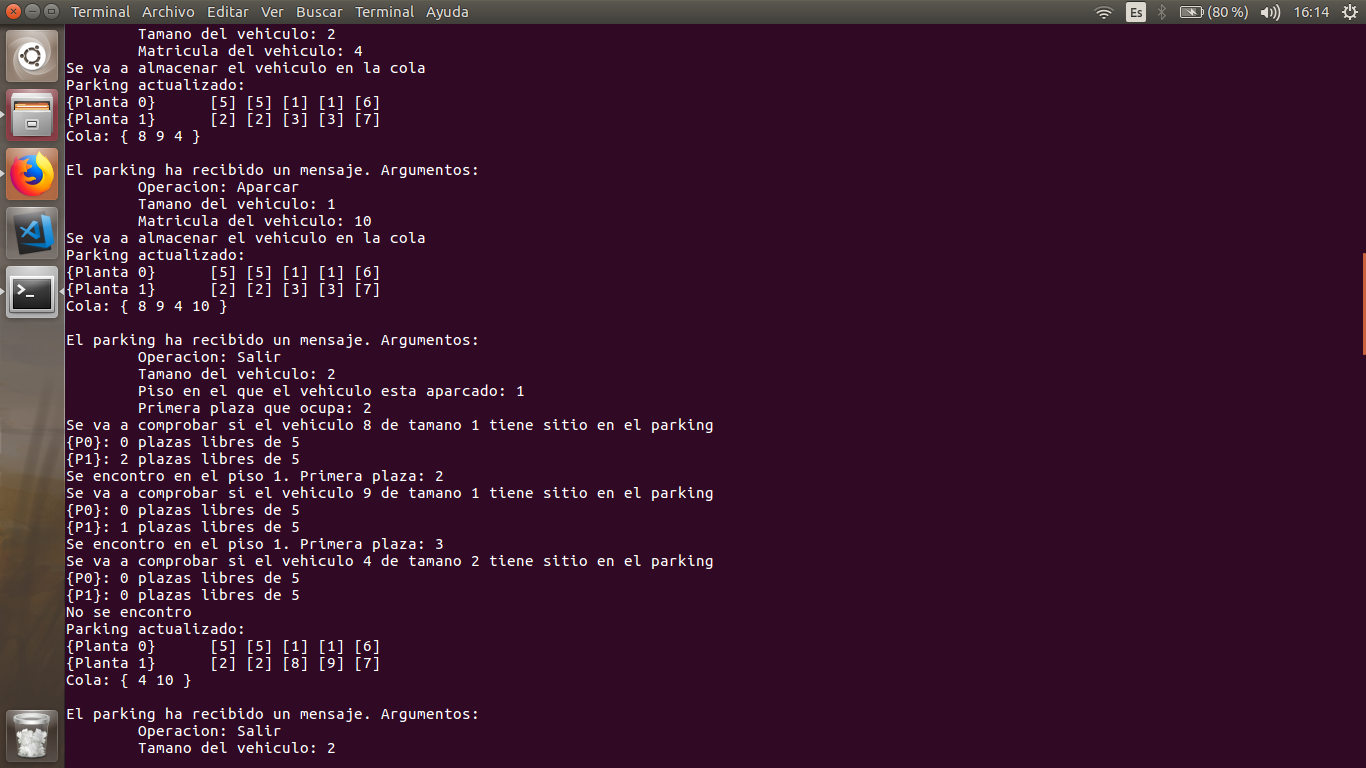 Terminal Archivo Editar Ver Buscar Terminal Ayuda Es (80 %) 16:14
Tamano del vehiculo: 2
Matricula del vehiculo: 4
Se va a almacenar el vehiculo en la cola
Parking actualizado:
{Planta 0} [5] [5] [1] [1] [6]
{Planta 1} [2] [2] [3] [3] [7]
Cola: { 8 9 4 }
El parking ha recibido un mensaje. Argumentos:
Operacion: Aparcar
Tamano del vehiculo: 1
Matricula del vehiculo: 10
Se va a almacenar el vehiculo en la cola
Parking actualizado:
{Planta 0} [5] [5] [1] [1] [6]
{Planta 1} [2] [2] [3] [3] [7]
Cola: { 8 9 4 10 }
El parking ha recibido un mensaje. Argumentos:
Operacion: Salir
Tamano del vehiculo: 2
Piso en el que el vehiculo esta aparcado: 1
Primera plaza que ocupa: 2
Se va a comprobar si el vehiculo 8 de tamano 1 tiene sitio en el parking
{P0}: 0 plazas libres de 5
{P1}: 2 plazas libres de 5
Se encontro en el piso 1. Primera plaza: 2
Se va a comprobar si el vehiculo 9 de tamano 1 tiene sitio en el parking
{P0}: 0 plazas libres de 5
{P1}: 1 plazas libres de 5
Se encontro en el piso 1. Primera plaza: 3
Se va a comprobar si el vehiculo 4 de tamano 2 tiene sitio en el parking
{P0}: 0 plazas libres de 5
{P1}: 0 plazas libres de 5
No se encontro
Parking actualizado:
{Planta 0} [5] [5] [1] [1] [6]
{Planta 1} [2] [2] [8] [9] [7]
Cola: { 4 10 }
El parking ha recibido un mensaje. Argumentos:
Operacion: Salir
Tamano del vehiculo: 2